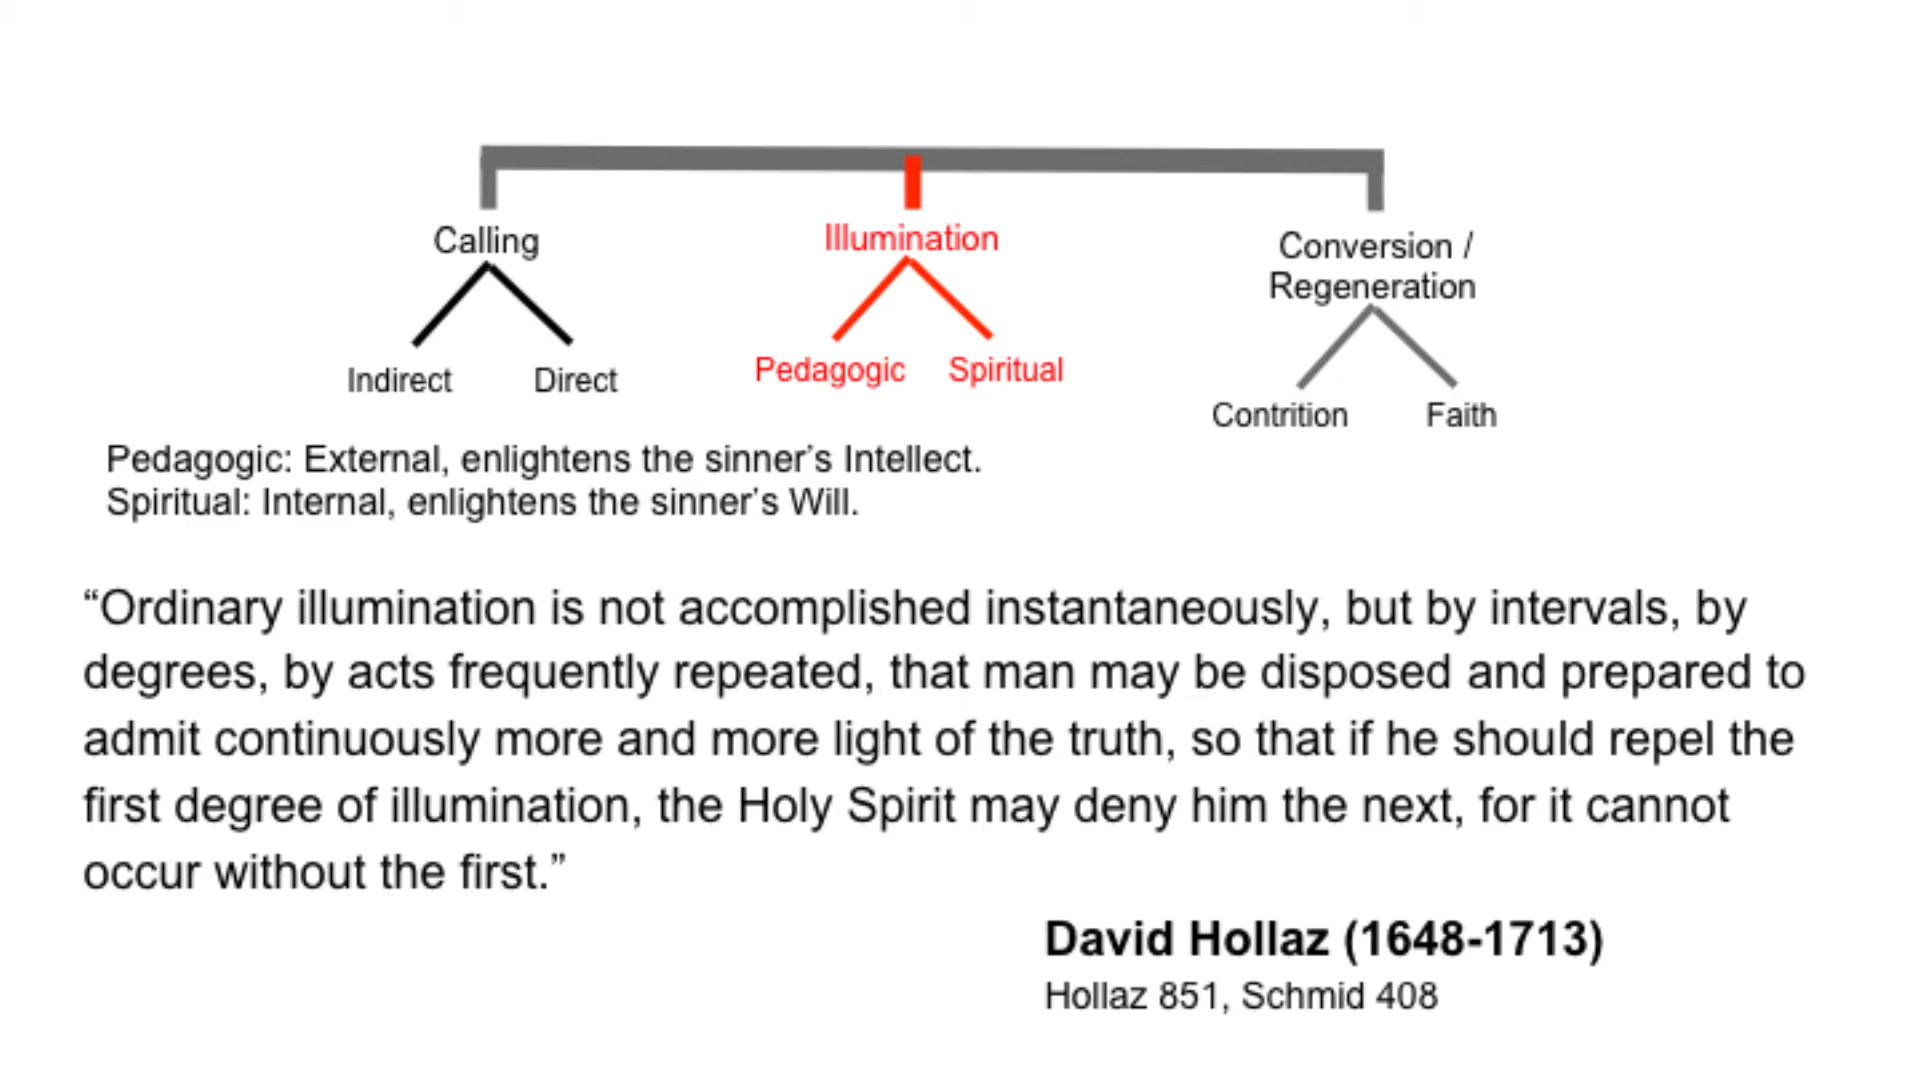 Calling
Illumination
Conversion /
Regeneration
Indirect
Direct
Pedagogic
Spiritual
Contrition
Faith
Pedagogic: External, enlightens the sinner’s Intellect.
Spiritual: Internal, enlightens the sinner’s Will.
“Ordinary illumination is not accomplished instantaneously, but by intervals, by
degrees, by acts frequently repeated, that man may be disposed and prepared to
admit continuously more and more light of the truth, so that if he should repel the
first degree of illumination, the Holy Spirit may deny him the next, for it cannot
occur without the first.”
David Hollaz (1648-1713)
Hollaz 851, Schmid 408